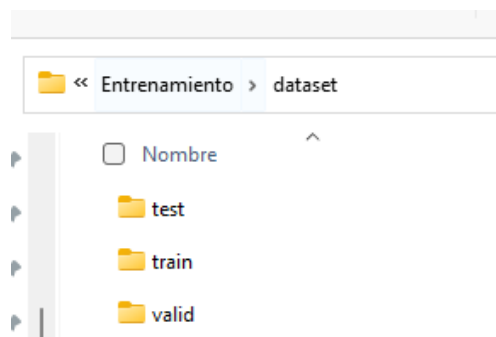 « Entrenamiento > dataset
Nombre
test
train
valid